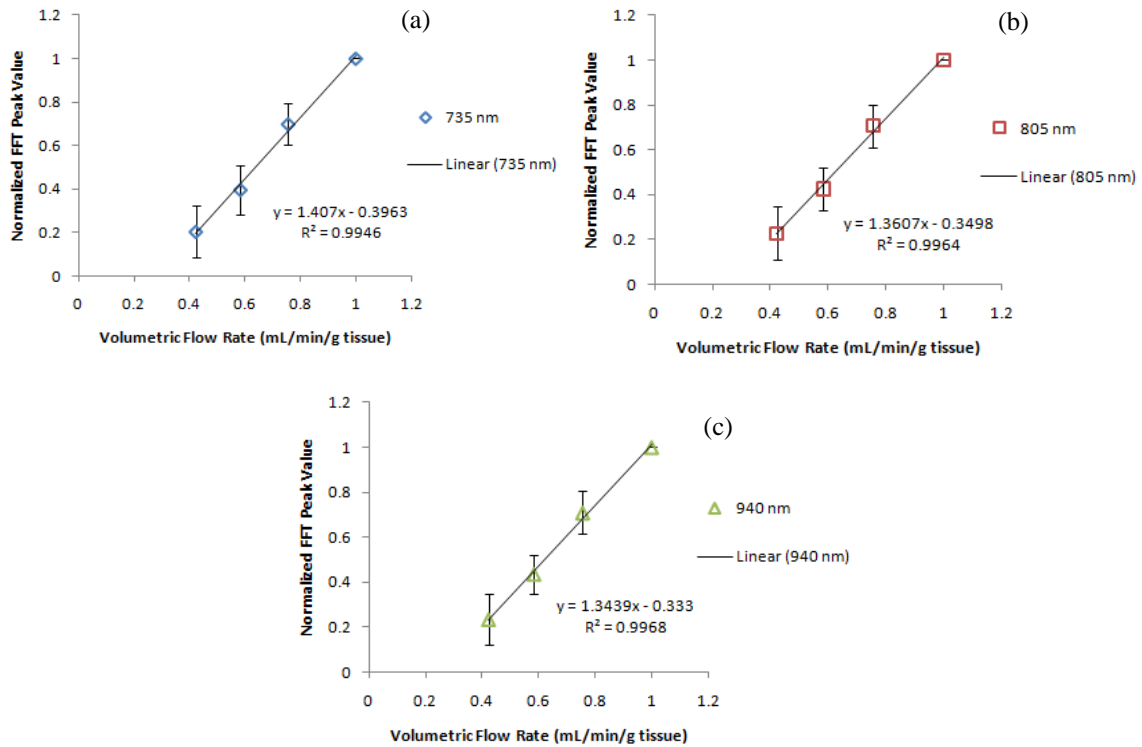 (a)
Normalized FFT Peak Value
1.2
1
0.8
0.6
0.4
0.2
0
0 0.2 0.4 0.6 0.8 1 1.2
Volumetric Flow Rate (mL/min/g tissue)
735 nm
Linear (735 nm)
y = 1.407x - 0.3963
R² = 0.9946
(b)
Normalized FFT Peak Value
1.2
1
0.8
0.6
0.4
0.2
0
0 0.2 0.4 0.6 0.8 1 1.2
Volumetric Flow Rate (mL/min/g tissue)
805 nm
Linear (805 nm)
y = 1.3607x - 0.3498
R² = 0.9964
(c)
Normalized FFT Peak Value
1.2
1
0.8
0.6
0.4
0.2
0
0 0.2 0.4 0.6 0.8 1 1.2
Volumetric Flow Rate (mL/min/g tissue)
940 nm
Linear (940 nm)
y = 1.3439x - 0.333
R² = 0.9968